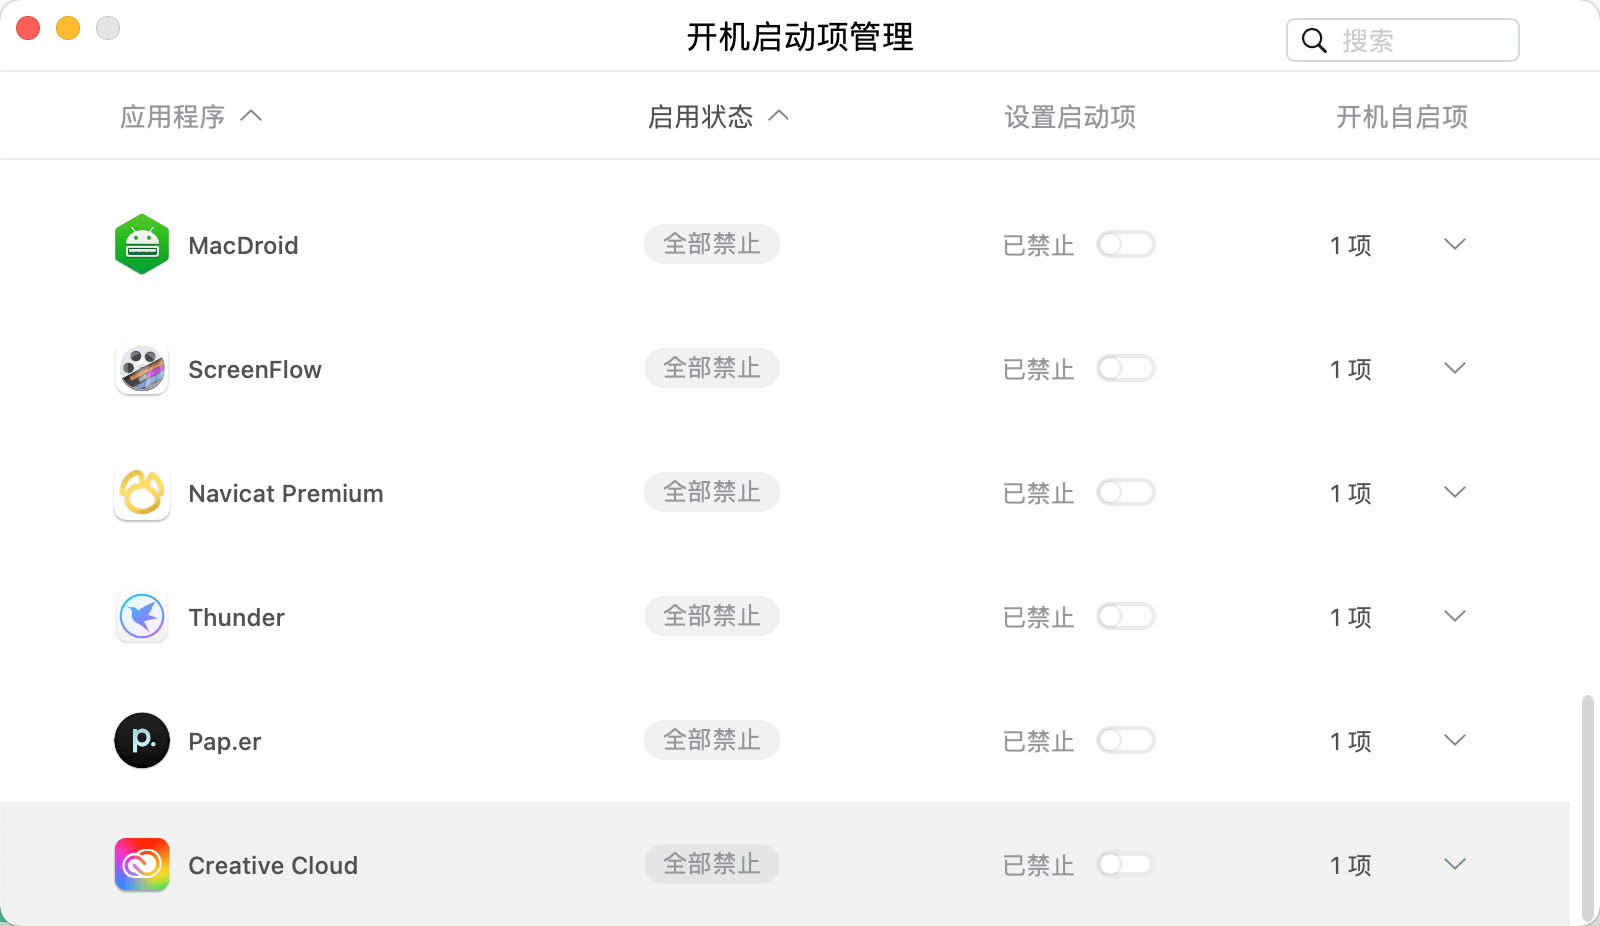 开机启动项管理
搜索
应用程序 启用状态 设置启动项 开机自启项
MacDroid 全部禁止 已禁止 1 项
ScreenFlow 全部禁止 已禁止 1 项
Navicat Premium 全部禁止 已禁止 1 项
Thunder 全部禁止 已禁止 1 项
p. Pap.er 全部禁止 已禁止 1 项
Creative Cloud 全部禁止 已禁止 1 项